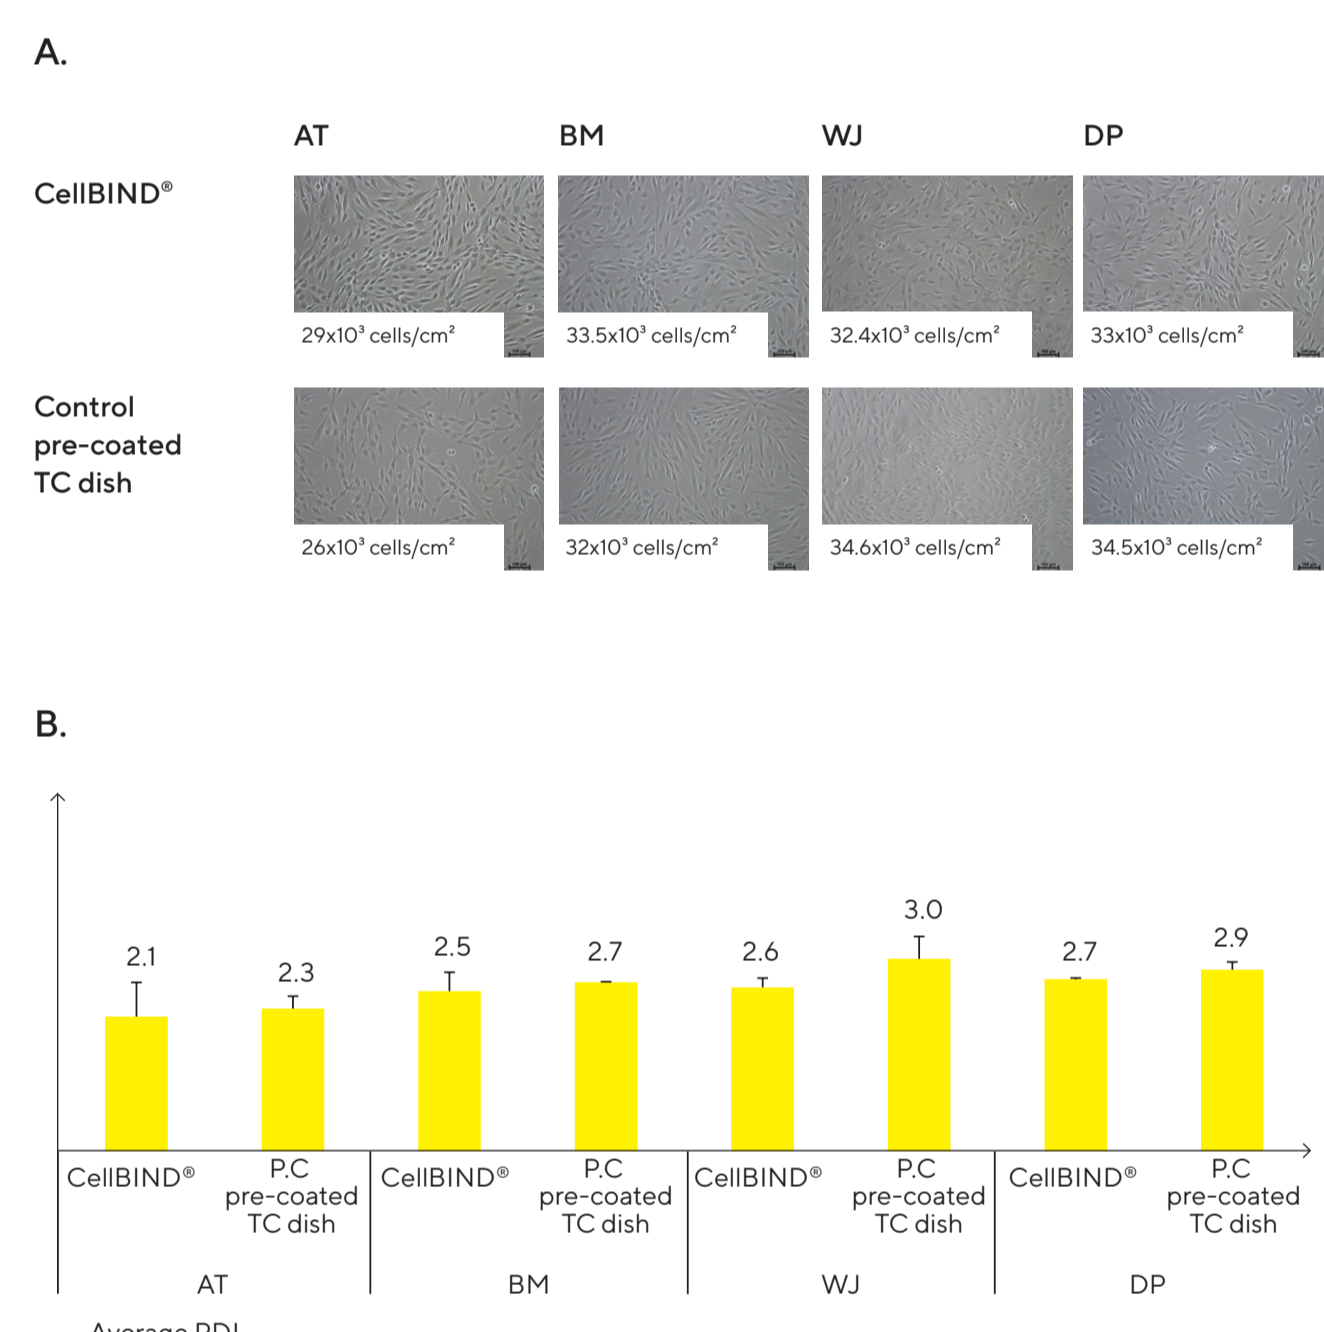 A.
AT BM WJ DP
CellBIND®
29x10³ cells/cm² 33.5x10³ cells/cm² 32.4x10³ cells/cm² 33x10³ cells/cm²
Control
pre-coated
TC dish
26x10³ cells/cm² 32x10³ cells/cm² 34.6x10³ cells/cm² 34.5x10³ cells/cm²
B.
2.1 2.3 2.5 2.7 2.6 3.0 2.7 2.9
CellBIND® P.C CellBIND® P.C CellBIND® P.C CellBIND® P.C
pre-coated pre-coated pre-coated pre-coated
TC dish TC dish TC dish TC dish
AT BM WJ DP
Average PDL